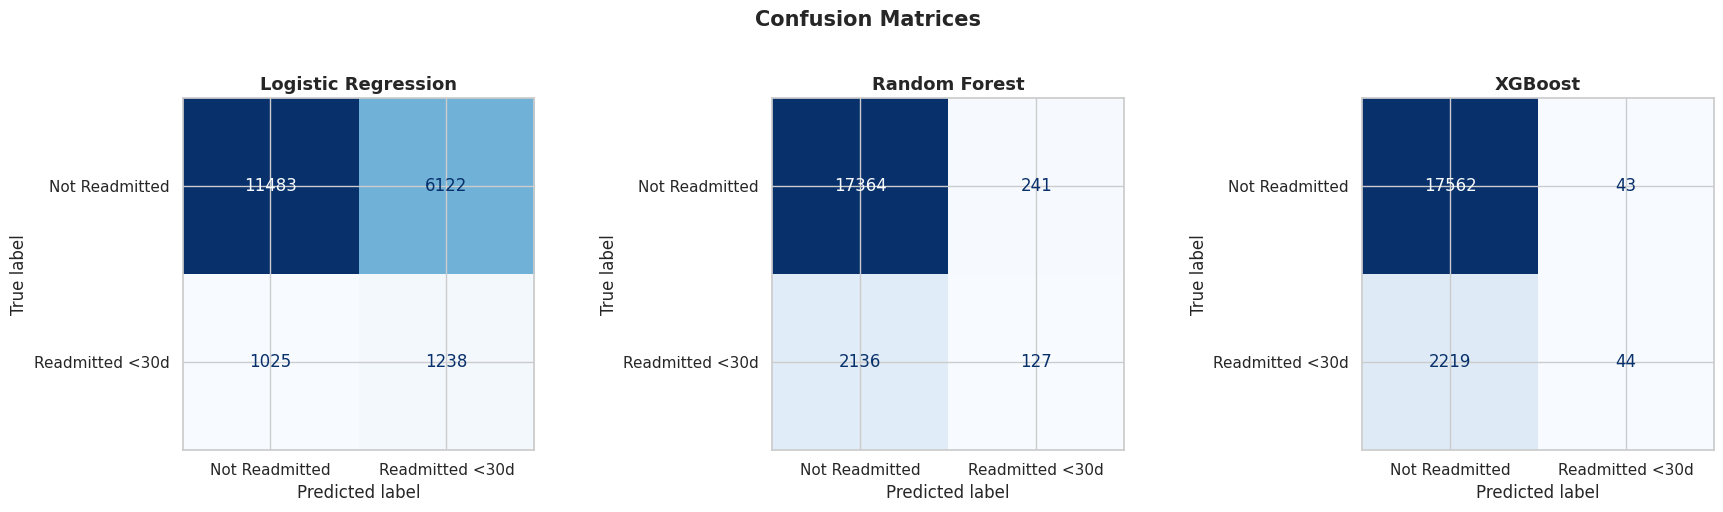 Confusion Matrices
Logistic Regression
True label
Not Readmitted
11483 6122
Readmitted <30d
1025 1238
Not Readmitted Readmitted <30d
Predicted label
Random Forest
True label
Not Readmitted
17364 241
Readmitted <30d
2136 127
Not Readmitted Readmitted <30d
Predicted label
XGBoost
True label
Not Readmitted
17562 43
Readmitted <30d
2219 44
Not Readmitted Readmitted <30d
Predicted label